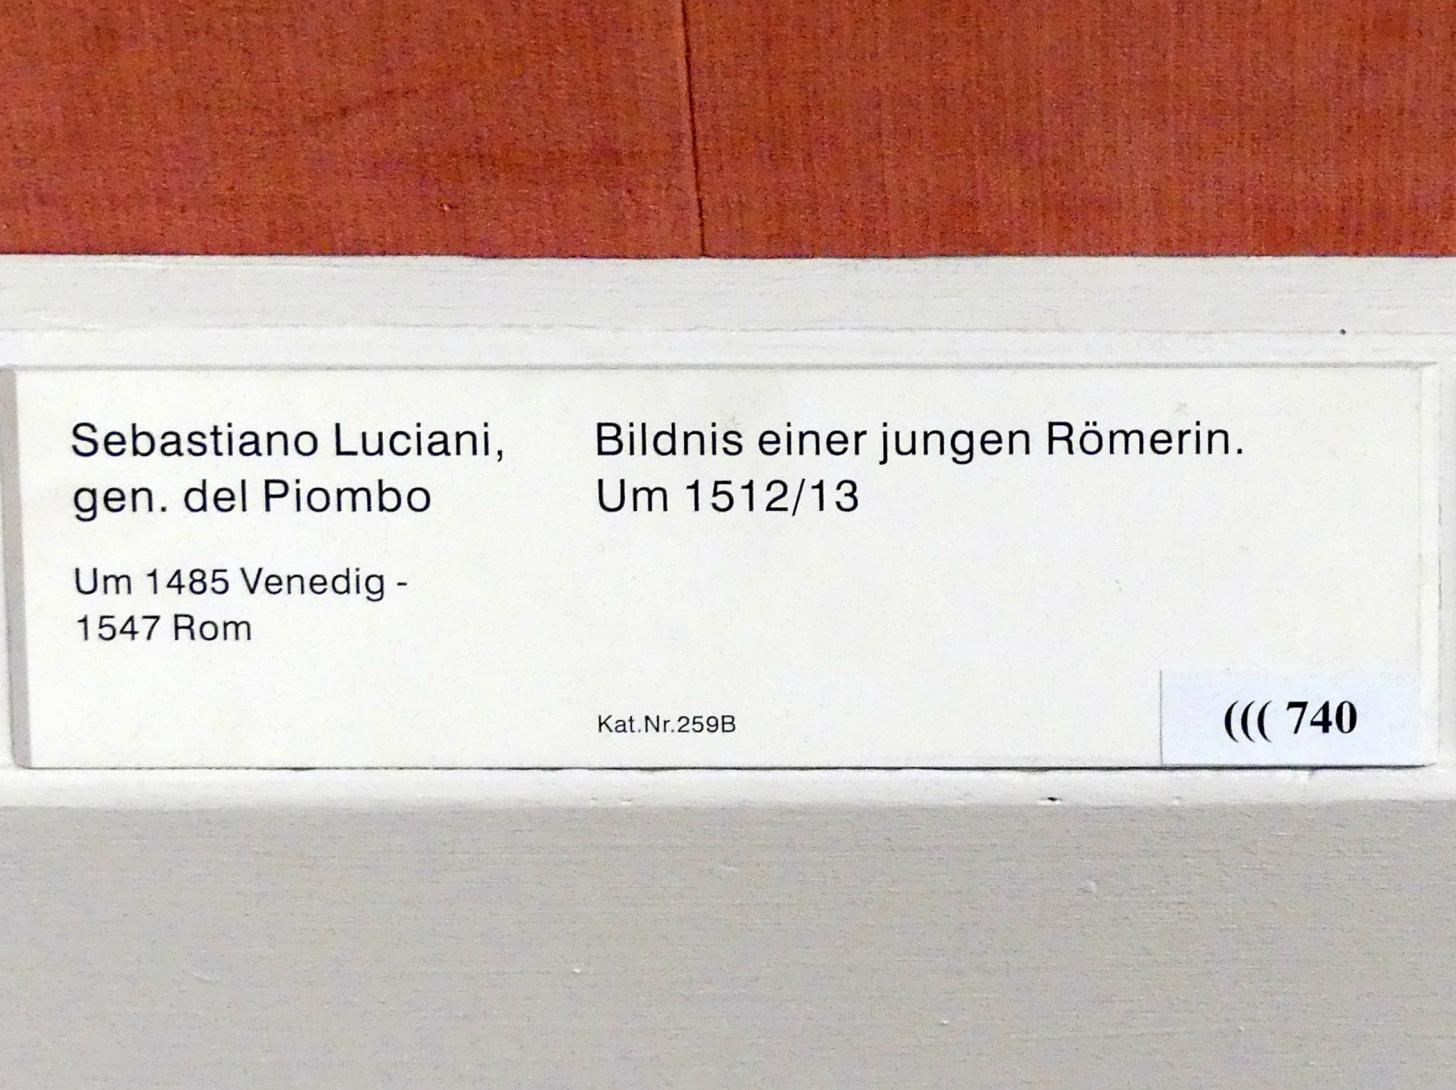 Sebastiano Luciani,
gen. del Piombo
Um 1485 Venedig -
1547 Rom
Bildnis einer jungen Römerin.
Um 1512/13
Kat.Nr.259B
((( 740